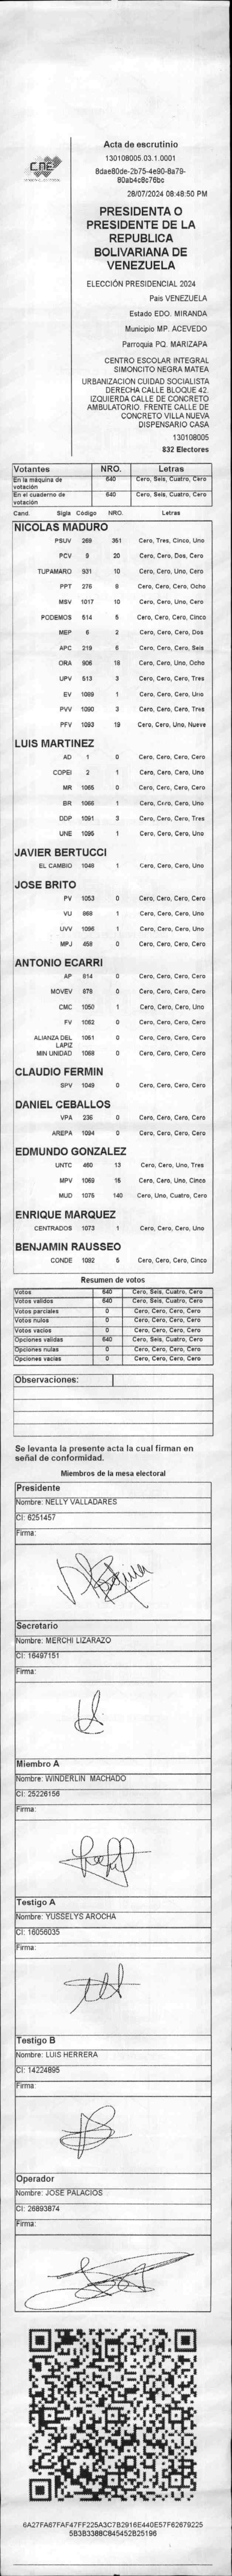 CNE
Acta de escrutinio
130108005.03.1.0001
8dae80de-2b75-4e90-8a79-
80ab4c8c76bc
28/07/2024 08:48:50 PM
PRESIDENTA O
PRESIDENTE DE LA
REPUBLICA
BOLIVARIANA DE
VENEZUELA
ELECCIÓN PRESIDENCIAL 2024
Pais VENEZUELA
Estado EDO. MIRANDA
Municipio MP. ACEVEDO
Parroquia PQ. MARIZAPA
CENTRO ESCOLAR INTEGRAL
SIMONCITO NEGRA MATEA
URBANIZACION CUIDAD SOCIALISTA
DERECHA CALLE BLOQUE 42.
IZQUIERDA CALLE DE CONCRETO
AMBULATORIO. FRENTE CALLE DE
CONCRETO VILLA NUEVA
DISPENSARIO CASA
130108005
832 Electores
Votantes NRO. Letras
En la máquina de votación 640 Cero, Seis, Cuatro, Cero
En el cuaderno de votación 640 Cero, Seis, Cuatro, Cero
Cand. Sigla Código NRO. Letras
NICOLAS MADURO
PSUV 269 351 Cero, Tres, Cinco, Uno
PCV 9 20 Cero, Cero, Dos, Cero
TUPAMARO 931 10 Cero, Cero, Uno, Cero
PPT 276 8 Cero, Cero, Cero, Ocho
MSV 1017 10 Cero, Cero, Uno, Cero
PODEMOS 514 5 Cero, Cero, Cero, Cinco
MEP 6 2 Cero, Cero, Cero, Dos
APC 219 6 Cero, Cero, Cero, Seis
ORA 906 18 Cero, Cero, Uno, Ocho
UPV 513 3 Cero, Cero, Cero, Tres
EV 1089 1 Cero, Cero, Cero, Uno
PVV 1090 3 Cero, Cero, Cero, Tres
PFV 1093 19 Cero, Cero, Uno, Nueve
LUIS MARTINEZ
AD 1 0 Cero, Cero, Cero, Cero
COPEI 2 1 Cero, Cero, Cero, Uno
MR 1065 0 Cero, Cero, Cero, Cero
BR 1066 1 Cero, Cero, Cero, Uno
DDP 1091 3 Cero, Cero, Cero, Tres
UNE 1095 1 Cero, Cero, Cero, Uno
JAVIER BERTUCCI
EL CAMBIO 1048 1 Cero, Cero, Cero, Uno
JOSE BRITO
PV 1053 0 Cero, Cero, Cero, Cero
VU 868 1 Cero, Cero, Cero, Uno
UVV 1096 1 Cero, Cero, Cero, Uno
MPJ 458 0 Cero, Cero, Cero, Cero
ANTONIO ECARRI
AP 814 0 Cero, Cero, Cero, Cero
MOVEV 878 0 Cero, Cero, Cero, Cero
CMC 1050 1 Cero, Cero, Cero, Uno
FV 1062 0 Cero, Cero, Cero, Cero
ALIANZA DEL LAPIZ 1061 0 Cero, Cero, Cero, Cero
MIN UNIDAD 1068 0 Cero, Cero, Cero, Cero
CLAUDIO FERMIN
SPV 1049 0 Cero, Cero, Cero, Cero
DANIEL CEBALLOS
VPA 236 0 Cero, Cero, Cero, Cero
AREPA 1094 0 Cero, Cero, Cero, Cero
EDMUNDO GONZALEZ
UNTC 460 13 Cero, Cero, Uno, Tres
MPV 1069 15 Cero, Cero, Uno, Cinco
MUD 1075 140 Cero, Uno, Cuatro, Cero
ENRIQUE MARQUEZ
CENTRADOS 1073 1 Cero, Cero, Cero, Uno
BENJAMIN RAUSSEO
CONDE 1092 5 Cero, Cero, Cero, Cinco
Resumen de votos
Votos 640 Cero, Seis, Cuatro, Cero
Votos validos 640 Cero, Seis, Cuatro, Cero
Votos parciales 0 Cero, Cero, Cero, Cero
Votos nulos 0 Cero, Cero, Cero, Cero
Votos vacios 0 Cero, Cero, Cero, Cero
Opciones validas 640 Cero, Seis, Cuatro, Cero
Opciones nulas 0 Cero, Cero, Cero, Cero
Opciones vacias 0 Cero, Cero, Cero, Cero
Observaciones:
Se levanta la presente acta la cual firman en
señal de conformidad.
Miembros de la mesa electoral
Presidente
Nombre: NELLY VALLADARES
CI: 6251457
Firma:
Secretario
Nombre: MERCHI LIZARAZO
CI: 16497151
Firma:
Miembro A
Nombre: WINDERLIN MACHADO
CI: 25226156
Firma:
Testigo A
Nombre: YUSSELYS AROCHA
CI: 16056035
Firma:
Testigo B
Nombre: LUIS HERRERA
CI: 14224895
Firma:
Operador
Nombre: JOSE PALACIOS
CI: 26893874
Firma:
6A27FA67FAF47FF225A3C7B2916E440E57F62679225
5B3B3388C845452B25196